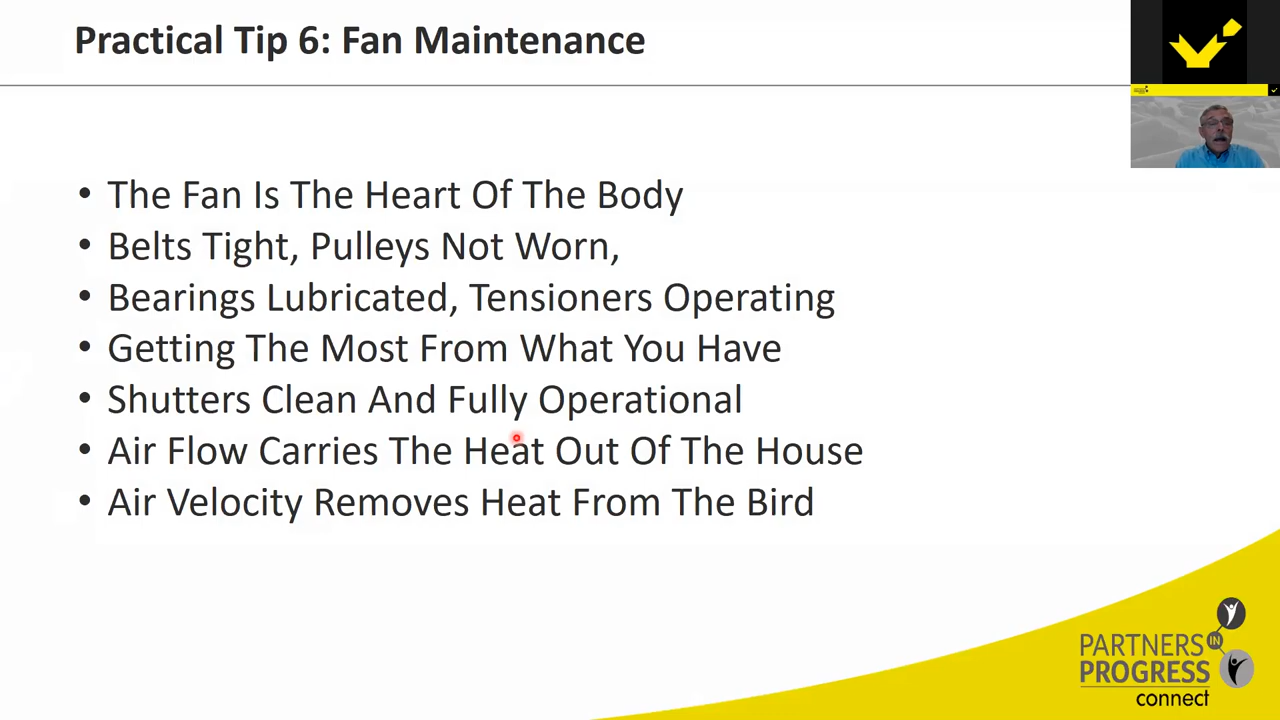 Practical Tip 6: Fan Maintenance
• The Fan Is The Heart Of The Body
• Belts Tight, Pulleys Not Worn,
• Bearings Lubricated, Tensioners Operating
• Getting The Most From What You Have
• Shutters Clean And Fully Operational
• Air Flow Carries The Heat Out Of The House
• Air Velocity Removes Heat From The Bird
PARTNERS IN
PROGRESS
connect